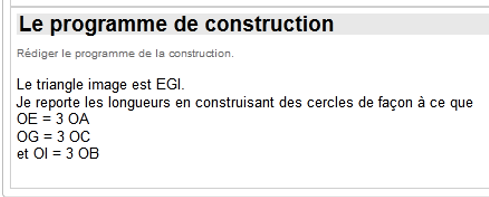 Le programme de construction
Rédiger le programme de la construction.
Le triangle image est EGI.
Je reporte les longueurs en construisant des cercles de façon à ce que
OE = 3 OA
OG = 3 OC
et OI = 3 OB